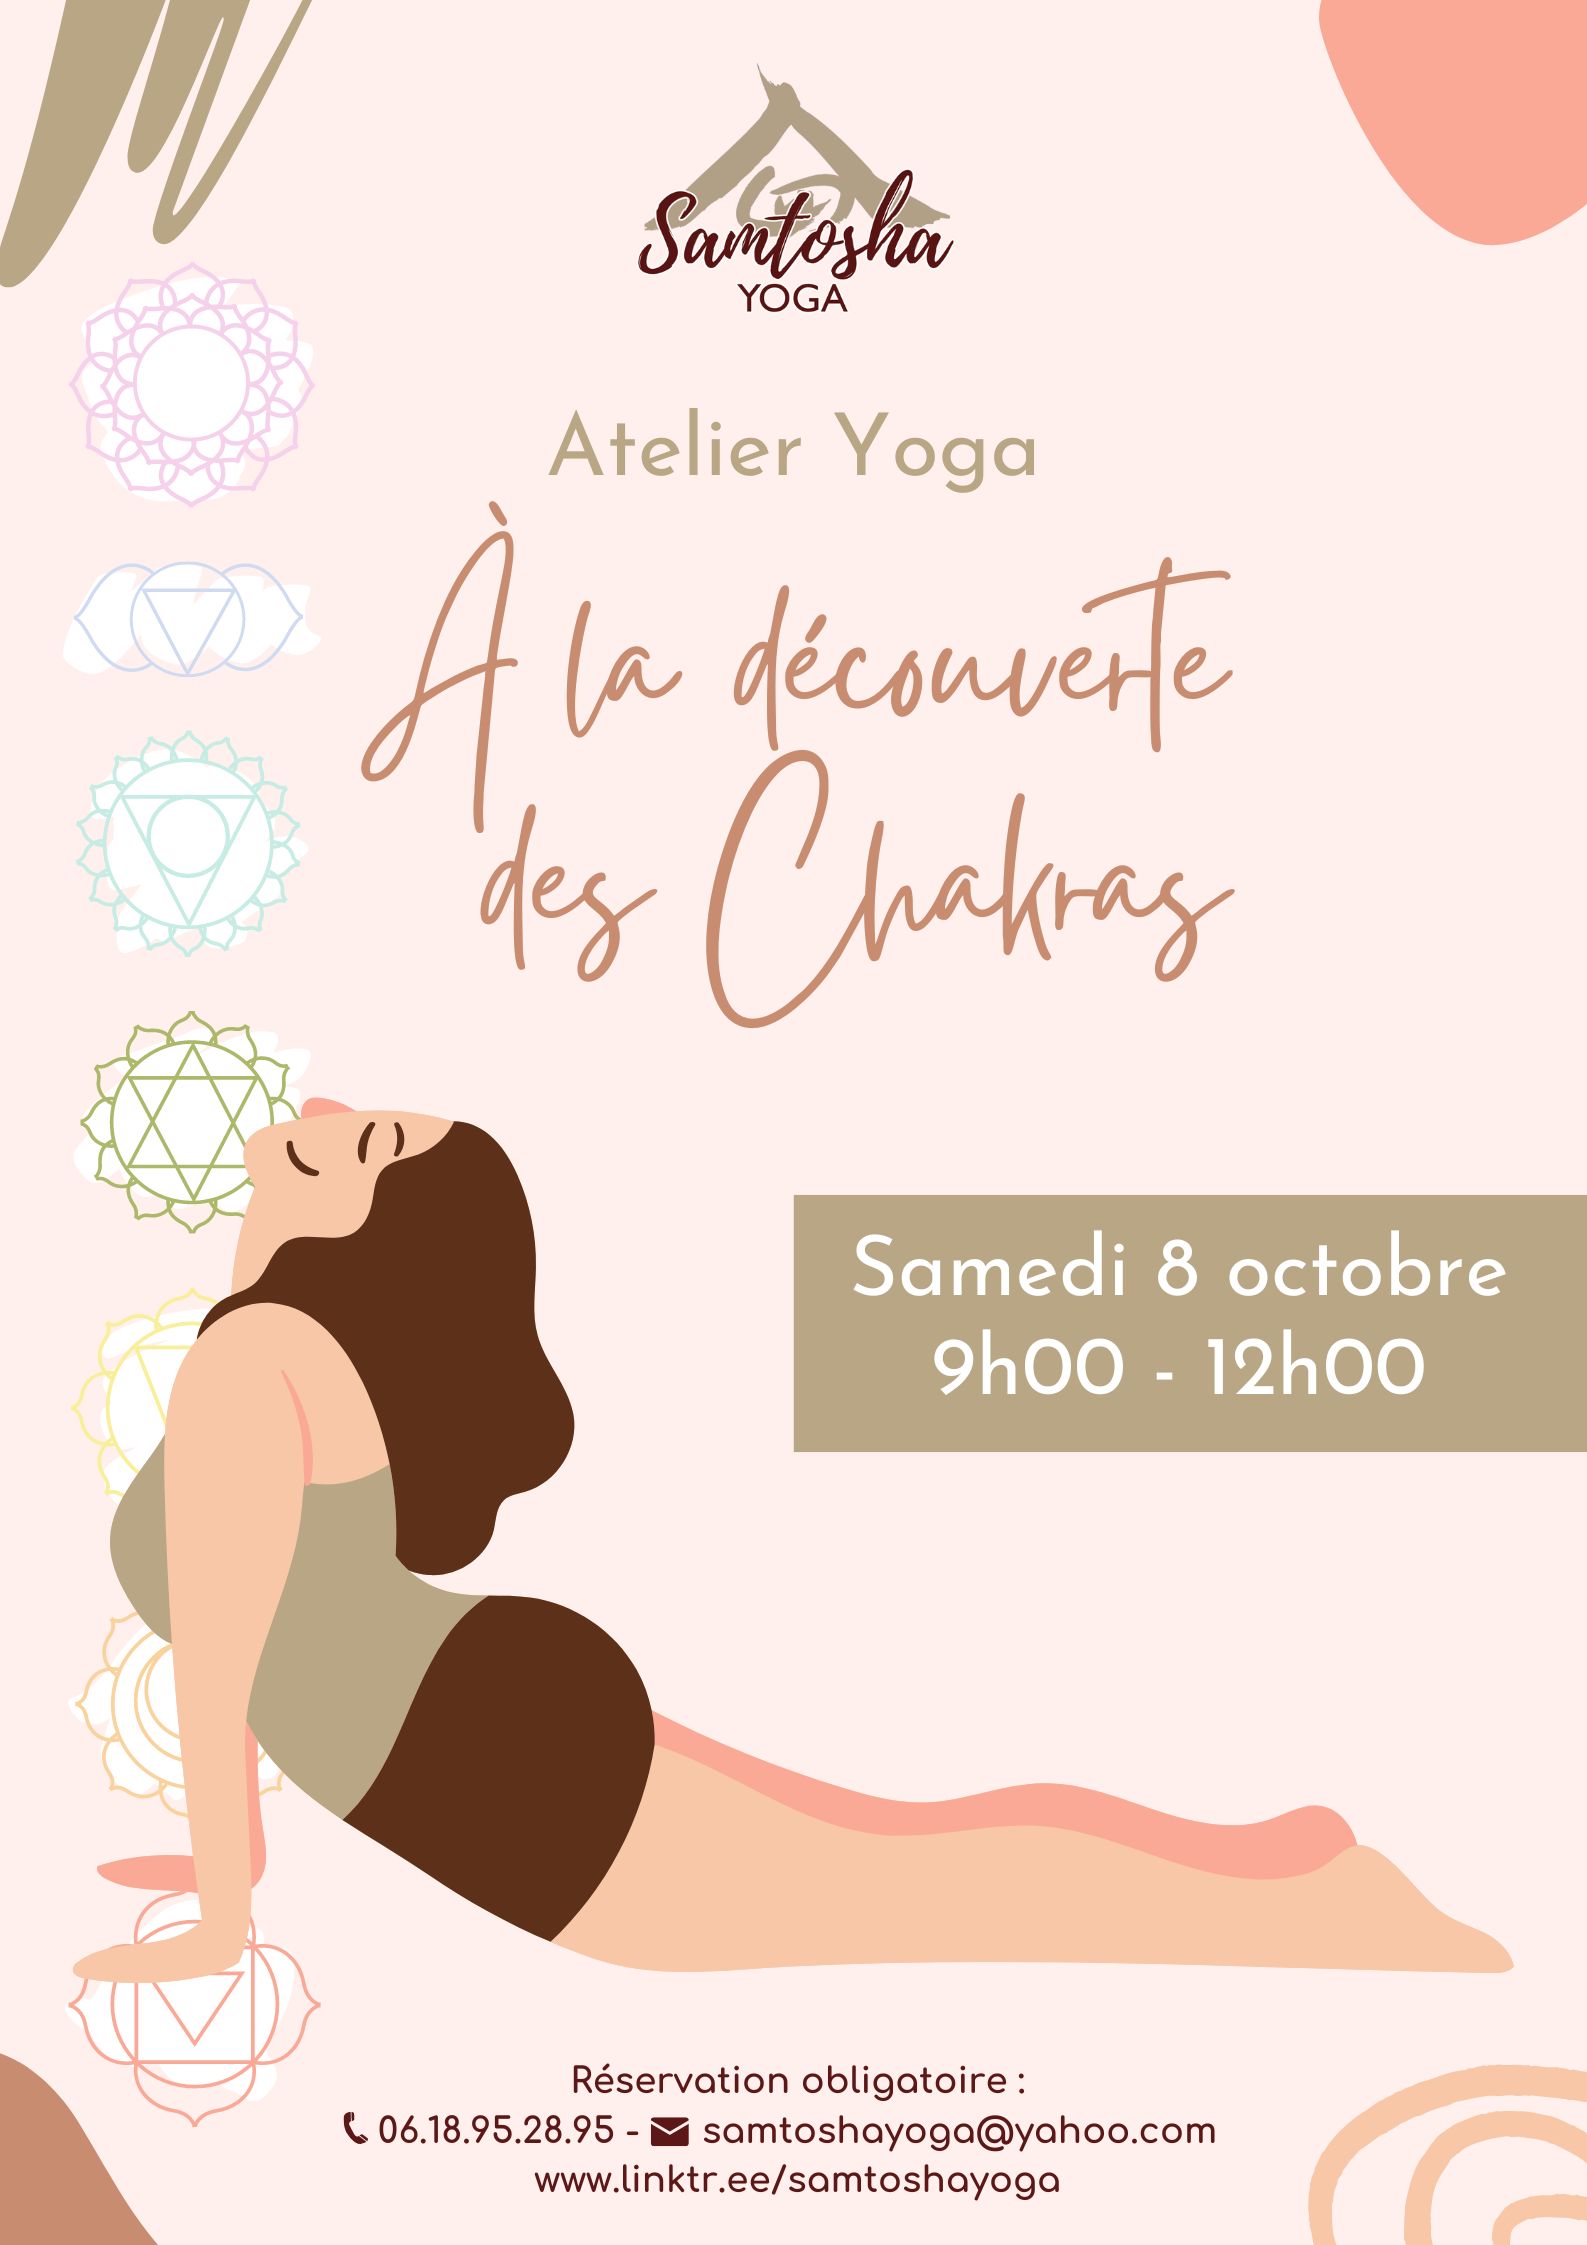 Samtosha
YOGA
Atelier Yoga
À la découverte
des Chakras
Samedi 8 octobre
9h00 - 12h00
Réservation obligatoire :
06.18.95.28.95 - samtoshayoga@yahoo.com
www.linktr.ee/samtoshayoga